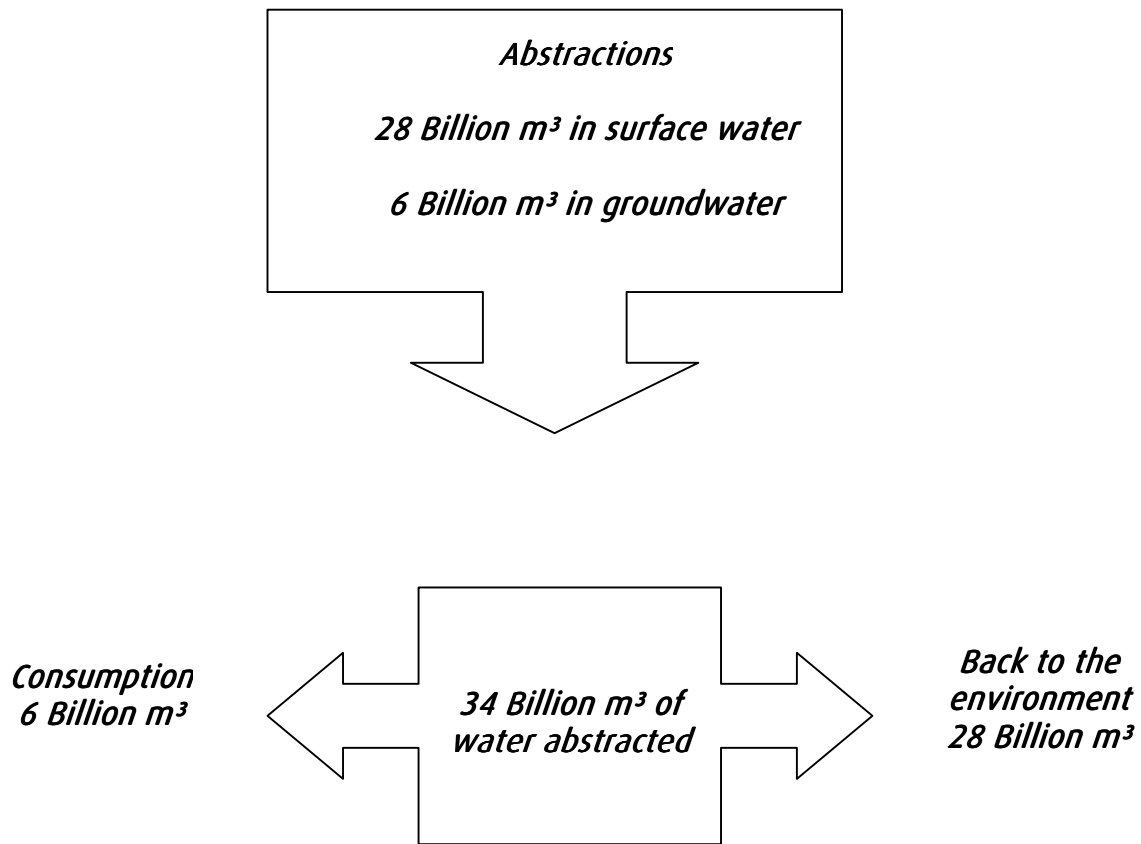 Abstractions
28 Billion m³ in surface water
6 Billion m³ in groundwater
Consumption
6 Billion m³
34 Billion m³ of
water abstracted
Back to the
environment
28 Billion m³